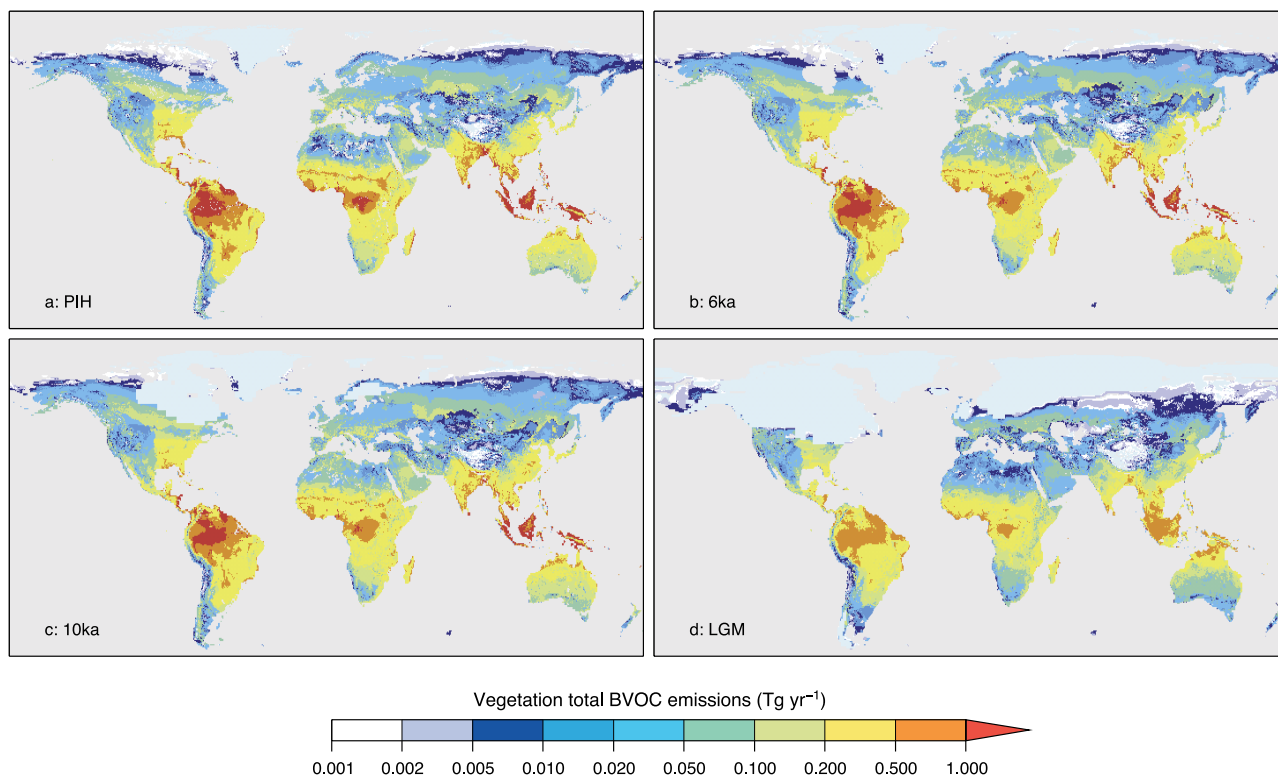 a: PIH
b: 6ka
c: 10ka
d: LGM
Vegetation total BVOC emissions (Tg yr⁻¹)
0.001 0.002 0.005 0.010 0.020 0.050 0.100 0.200 0.500 1.000